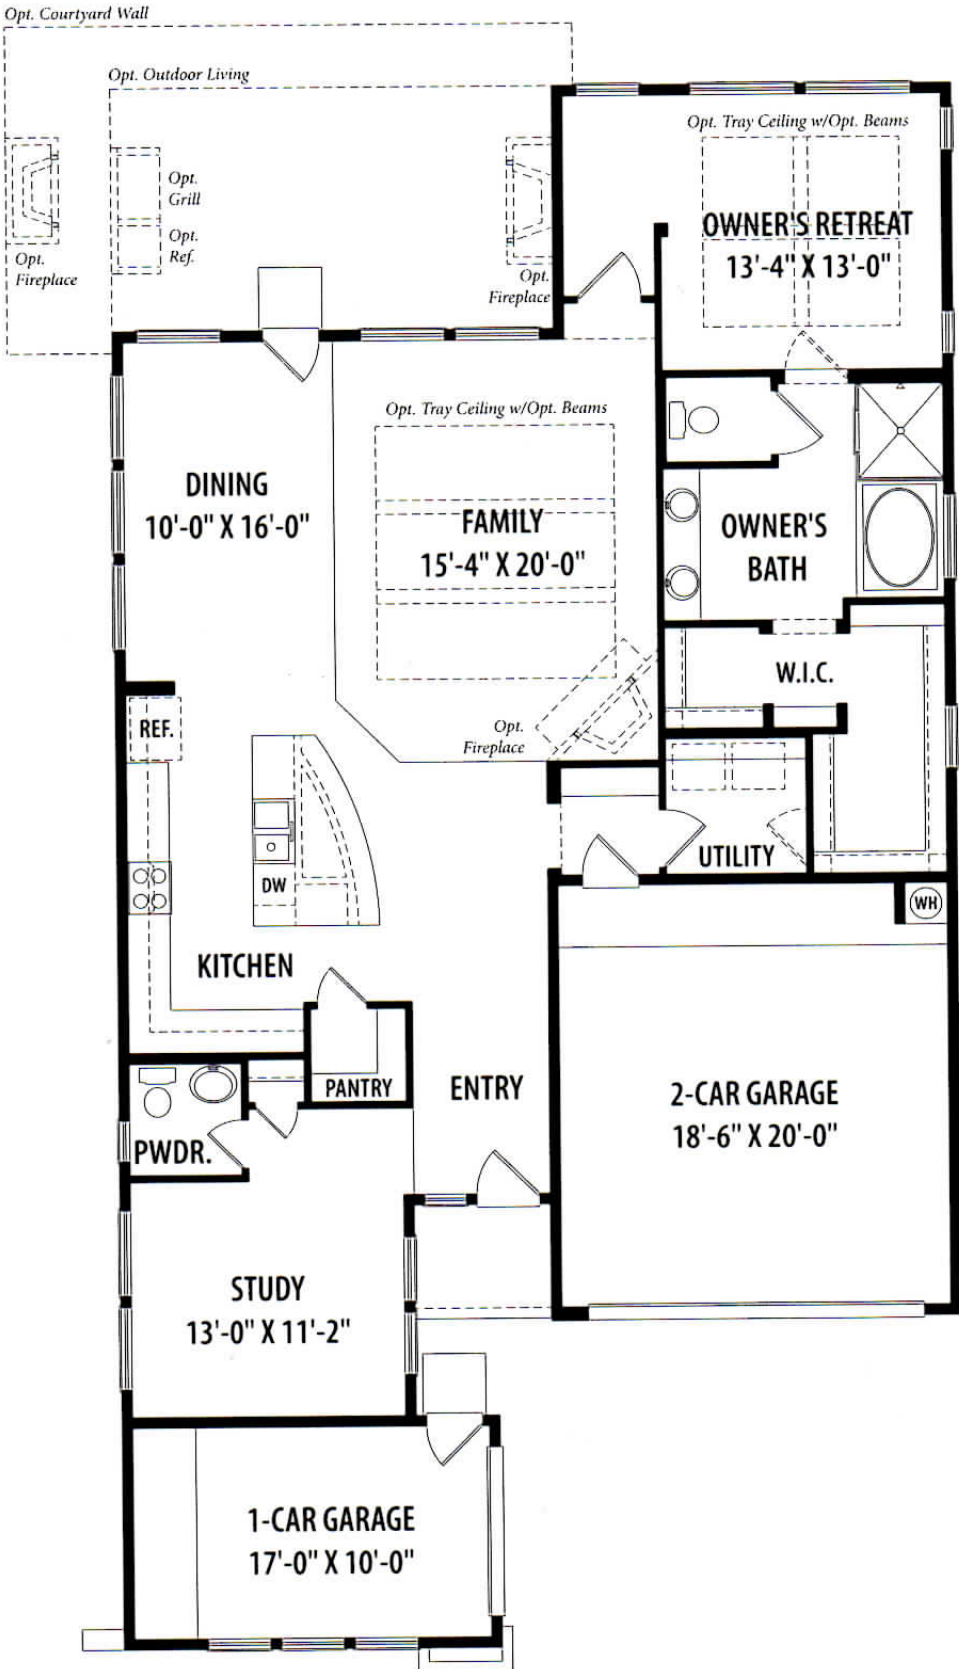 Opt. Courtyard Wall
Opt. Outdoor Living
Opt. Tray Ceiling w/Opt. Beams
Opt.
Grill
Opt.
Ref.
Opt.
Fireplace
Opt.
Fireplace
OWNER'S RETREAT
13'-4" X 13'-0"
Opt. Tray Ceiling w/Opt. Beams
DINING
10'-0" X 16'-0"
FAMILY
15'-4" X 20'-0"
OWNER'S
BATH
W.I.C.
REF.
Opt.
Fireplace
UTILITY
DW
WH
KITCHEN
PANTRY
ENTRY
2-CAR GARAGE
18'-6" X 20'-0"
PWDR.
STUDY
13'-0" X 11'-2"
1-CAR GARAGE
17'-0" X 10'-0"